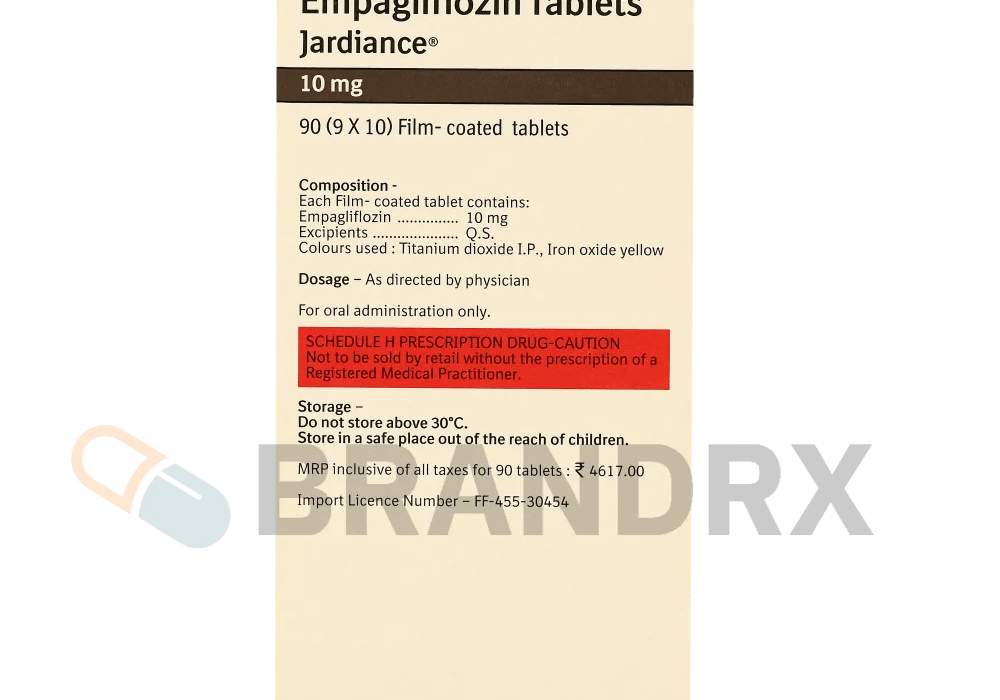 Empagliflozin Tablets
Jardiance®
10 mg
90 (9 X 10) Film- coated tablets
Composition -
Each Film- coated tablet contains:
Empagliflozin ............... 10 mg
Excipients ..................... Q.S.
Colours used : Titanium dioxide I.P., Iron oxide yellow
Dosage – As directed by physician
For oral administration only.
SCHEDULE H PRESCRIPTION DRUG-CAUTION
Not to be sold by retail without the prescription of a
Registered Medical Practitioner.
Storage –
Do not store above 30°C.
Store in a safe place out of the reach of children.
MRP inclusive of all taxes for 90 tablets : ₹ 4617.00
Import Licence Number – FF-455-30454
BRANDRX